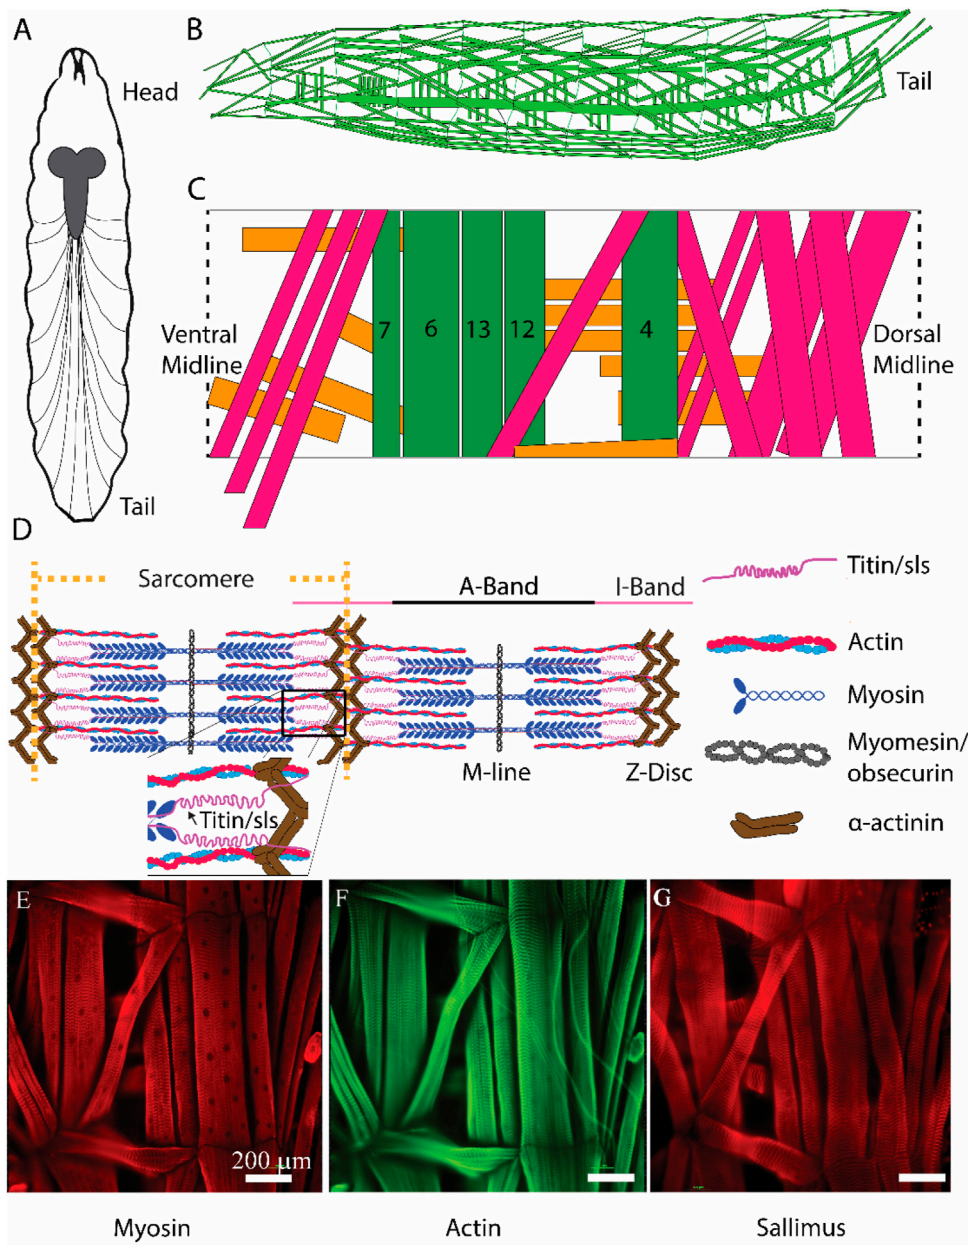 A
Head
Tail
B
Tail
C
Ventral
Midline
7
6
13
12
4
Dorsal
Midline
D
Sarcomere
A-Band
I-Band
M-line
Z-Disc
Titin/sls
Titin/sls
Actin
Myosin
Myomesin/
obsecurin
α-actinin
E
200 µm
F
G
Myosin
Actin
Sallimus